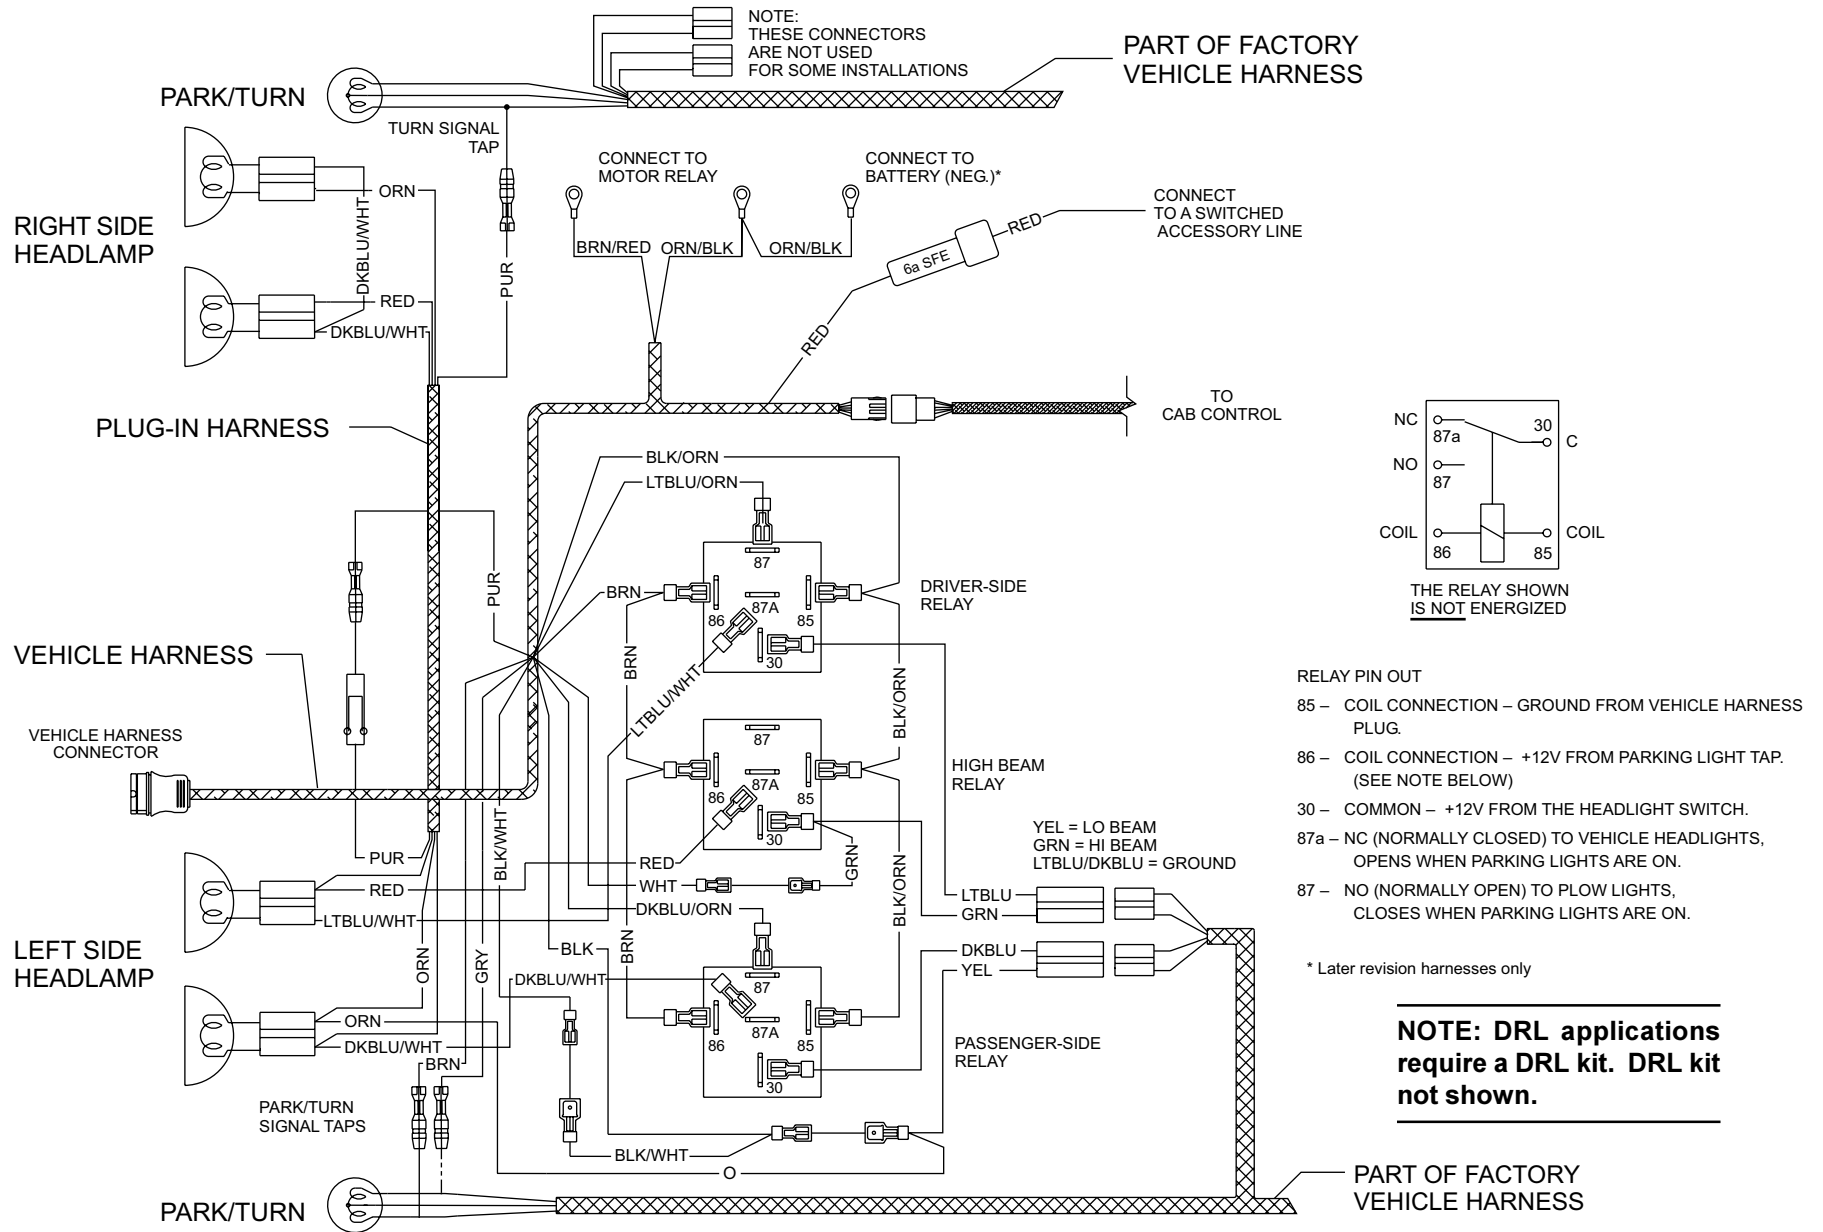 NOTE:
THESE CONNECTORS
ARE NOT USED
FOR SOME INSTALLATIONS
PART OF FACTORY
VEHICLE HARNESS
PARK/TURN
TURN SIGNAL
TAP
CONNECT TO
MOTOR RELAY
CONNECT TO
BATTERY (NEG.)*
CONNECT
TO A SWITCHED
ACCESSORY LINE
ORN
DKBLU/WHT
RIGHT SIDE
HEADLAMP
PUR
BRN/RED
ORN/BLK
ORN/BLK
6a SFE
RED
RED
RED
DKBLU/WHT
TO
CAB CONTROL
PLUG-IN HARNESS
NC
87a
30
C
NO
87
COIL
86
85
COIL
THE RELAY SHOWN
IS NOT ENERGIZED
BLK/ORN
LTBLU/ORN
87
BRN
87A
86
85
30
DRIVER-SIDE
RELAY
PUR
BRN
LTBLU/WHT
BLK/ORN
VEHICLE HARNESS
VEHICLE HARNESS
CONNECTOR
87
87A
86
85
30
HIGH BEAM
RELAY
RELAY PIN OUT
85 – COIL CONNECTION – GROUND FROM VEHICLE HARNESS
PLUG.
86 – COIL CONNECTION – +12V FROM PARKING LIGHT TAP.
(SEE NOTE BELOW)
30 – COMMON – +12V FROM THE HEADLIGHT SWITCH.
87a – NC (NORMALLY CLOSED) TO VEHICLE HEADLIGHTS,
OPENS WHEN PARKING LIGHTS ARE ON.
87 – NO (NORMALLY OPEN) TO PLOW LIGHTS,
CLOSES WHEN PARKING LIGHTS ARE ON.
* Later revision harnesses only
YEL = LO BEAM
GRN = HI BEAM
LTBLU/DKBLU = GROUND
BLK/WHT
PUR
RED
RED
WHT
GRN
LTBLU/WHT
DKBLU/ORN
BLK/ORN
LTBLU
GRN
DKBLU
YEL
LEFT SIDE
HEADLAMP
ORN
GRY
BLK
BRN
DKBLU/WHT
87
87A
86
85
30
PASSENGER-SIDE
RELAY
ORN
DKBLU/WHT
BRN
PARK/TURN
SIGNAL TAPS
BLK/WHT
O
NOTE: DRL applications
require a DRL kit. DRL kit
not shown.
PARK/TURN
PART OF FACTORY
VEHICLE HARNESS